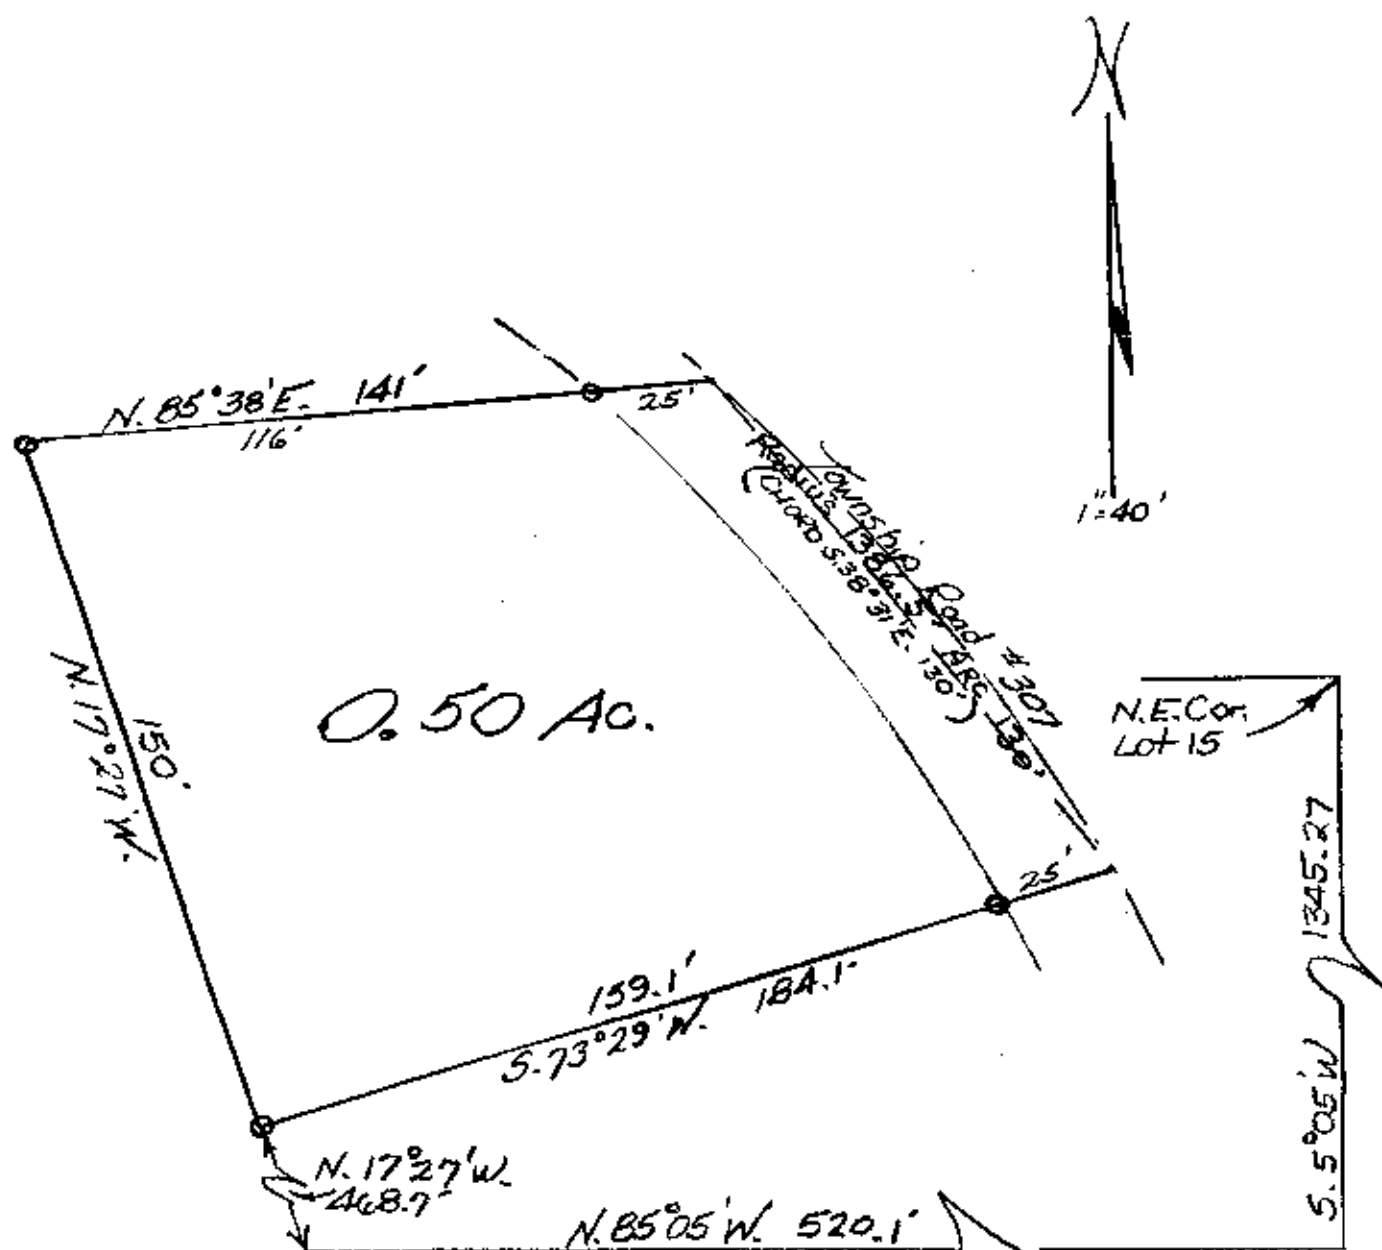 N. 85°38'E. 141'
116'
25'
1"=40'
Township Road # 307
Radius 1386.3' ARC 130'
(CHORD S.38°31'E. 130')
N.17°27'W.
150'
0.50 Ac.
N.E. Cor.
Lot 15
25'
159.1'
184.1'
S.73°29'W.
1345.27
S.5°05'W
N.17°27'W.
468.7'
N.85°05'W. 520.1'